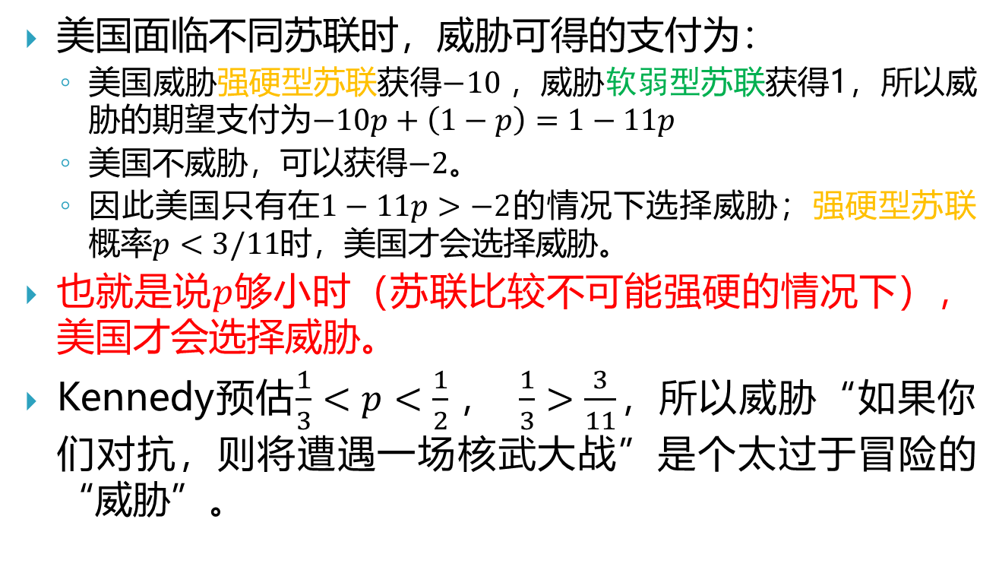 美国面临不同苏联时，威胁可得的支付为：
美国威胁强硬型苏联获得−10 ，威胁软弱型苏联获得1，所以威
胁的期望支付为−10𝑝 + (1 − 𝑝) = 1 − 11𝑝
美国不威胁，可以获得−2。
因此美国只有在1 − 11𝑝 > −2的情况下选择威胁；强硬型苏联
概率𝑝 < 3/11时，美国才会选择威胁。
也就是说𝑝够小时（苏联比较不可能强硬的情况下），
美国才会选择威胁。
Kennedy预估1/3 < 𝑝 < 1/2 ， 1/3 > 3/11，所以威胁“如果你
们对抗，则将遭遇一场核武大战”是个太过于冒险的
“威胁”。